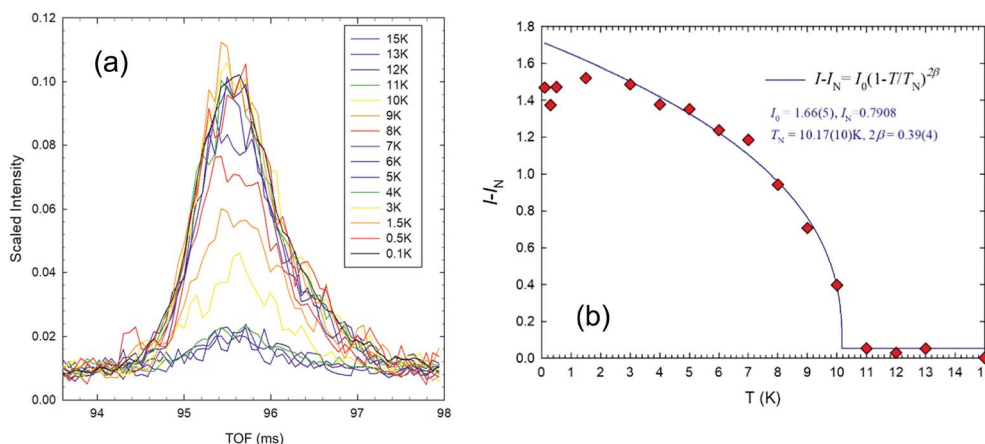 (a)
0.12
0.10
0.08
0.06
0.04
0.02
0.00
Scaled Intensity
94
95
96
97
98
TOF (ms)
15K
13K
12K
11K
10K
9K
8K
7K
6K
5K
4K
3K
1.5K
0.5K
0.1K
(b)
1.8
1.6
1.4
1.2
1.0
0.8
0.6
0.4
0.2
0.0
I-I_N
I-I_N= I_0(1-T/T_N)^{2β}
I_0 = 1.66(5), I_N=0.7908
T_N = 10.17(10)K, 2β= 0.39(4)
0 1 2 3 4 5 6 7 8 9 10 11 12 13 14 15
T (K)